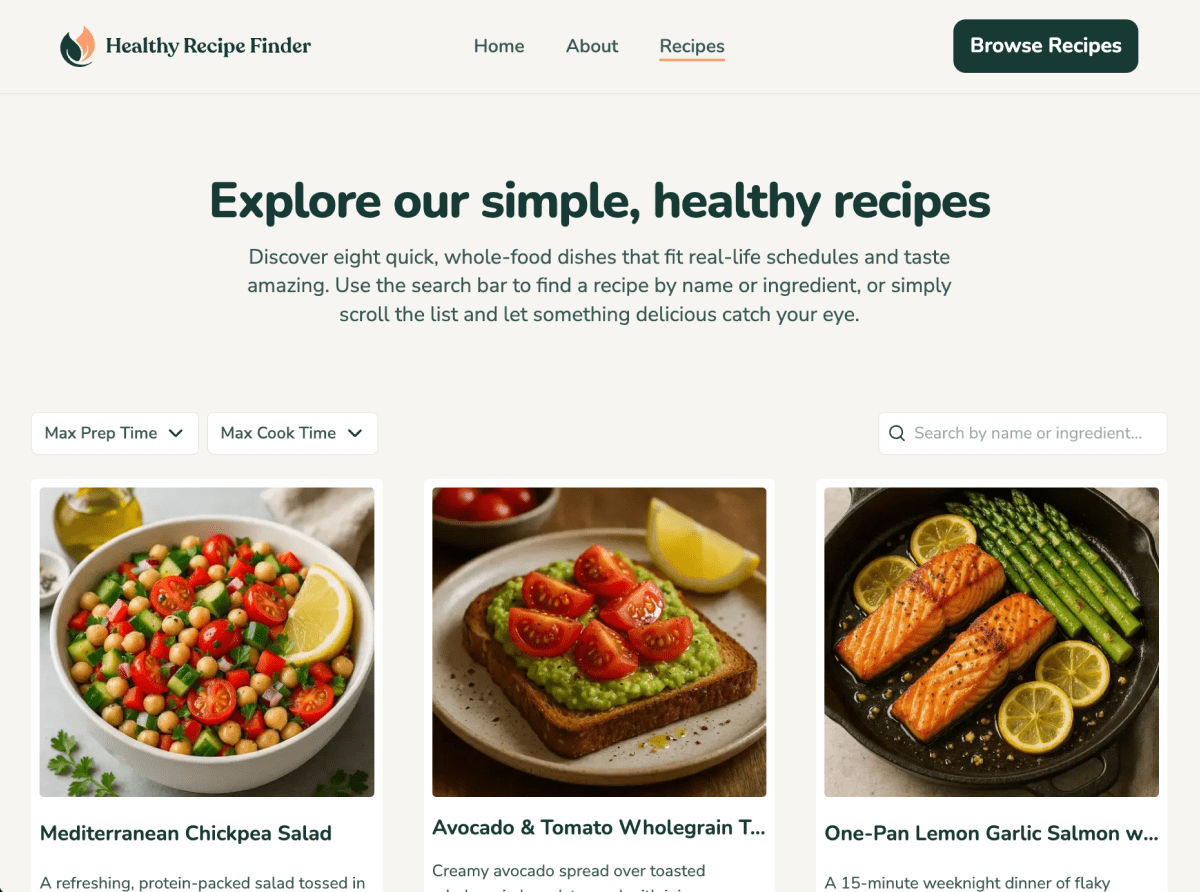 Healthy Recipe Finder
Home
About
Recipes
Browse Recipes
Explore our simple, healthy recipes
Discover eight quick, whole-food dishes that fit real-life schedules and taste
amazing. Use the search bar to find a recipe by name or ingredient, or simply
scroll the list and let something delicious catch your eye.
Max Prep Time
Max Cook Time
Search by name or ingredient...
Mediterranean Chickpea Salad
A refreshing, protein-packed salad tossed in
Avocado & Tomato Wholegrain T...
Creamy avocado spread over toasted
One-Pan Lemon Garlic Salmon w...
A 15-minute weeknight dinner of flaky